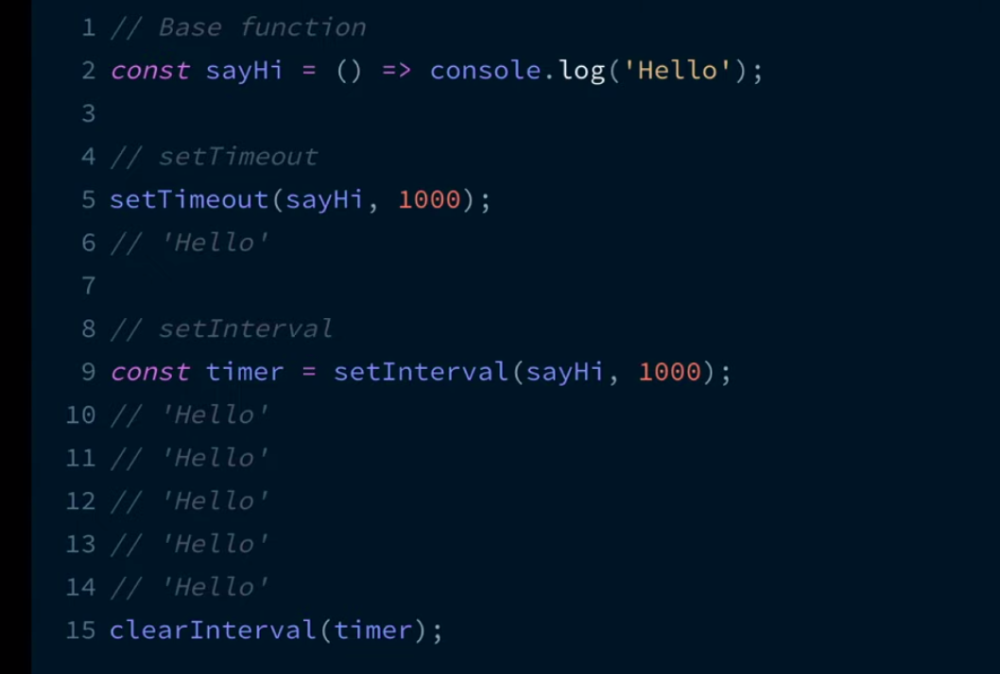 1 // Base function
2 const sayHi = () => console.log('Hello');
3
4 // setTimeout
5 setTimeout(sayHi, 1000);
6 // 'Hello'
7
8 // setInterval
9 const timer = setInterval(sayHi, 1000);
10 // 'Hello'
11 // 'Hello'
12 // 'Hello'
13 // 'Hello'
14 // 'Hello'
15 clearInterval(timer);